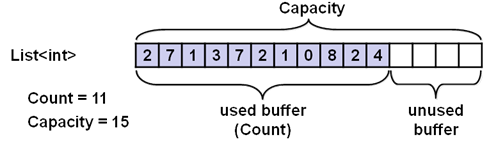 Capacity
List<int>
2 7 1 3 7 2 1 0 8 2 4
Count = 11
Capacity = 15
used buffer
(Count)
unused
buffer